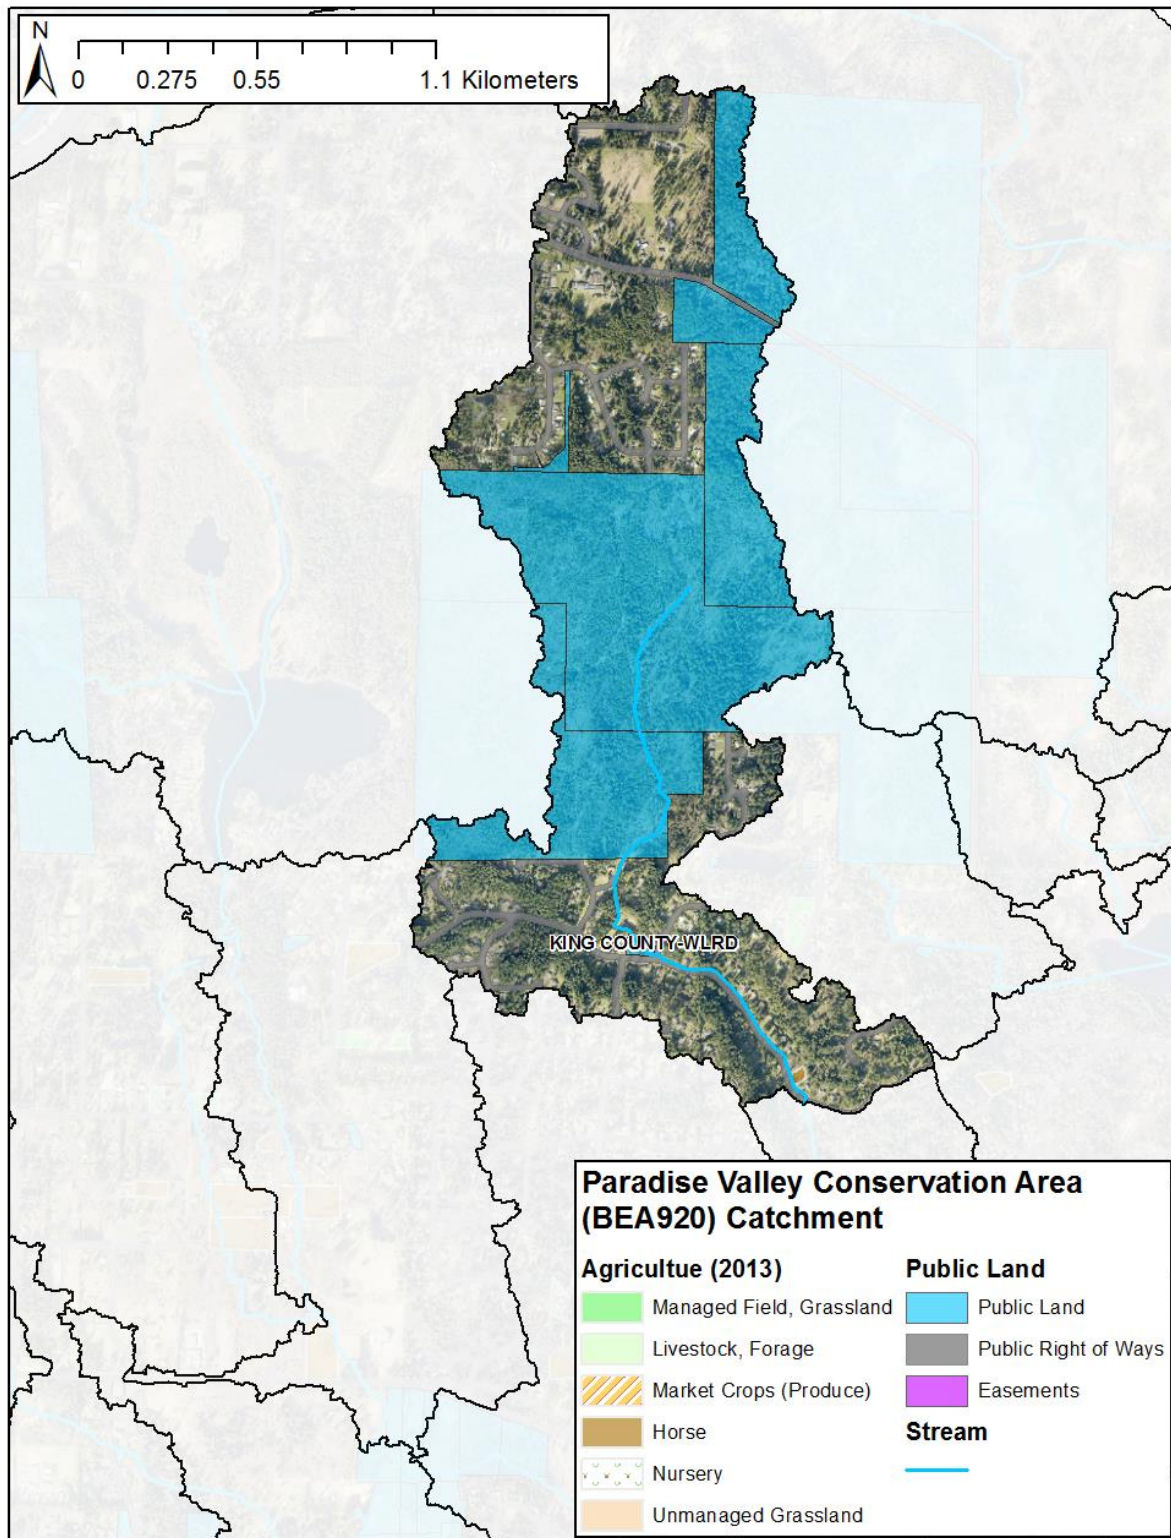 N
0 0.275 0.55 1.1 Kilometers
KING COUNTY-WLRD
Paradise Valley Conservation Area
(BEA920) Catchment
Agricultue (2013)
Managed Field, Grassland
Livestock, Forage
Market Crops (Produce)
Horse
Nursery
Unmanaged Grassland
Public Land
Public Land
Public Right of Ways
Easements
Stream